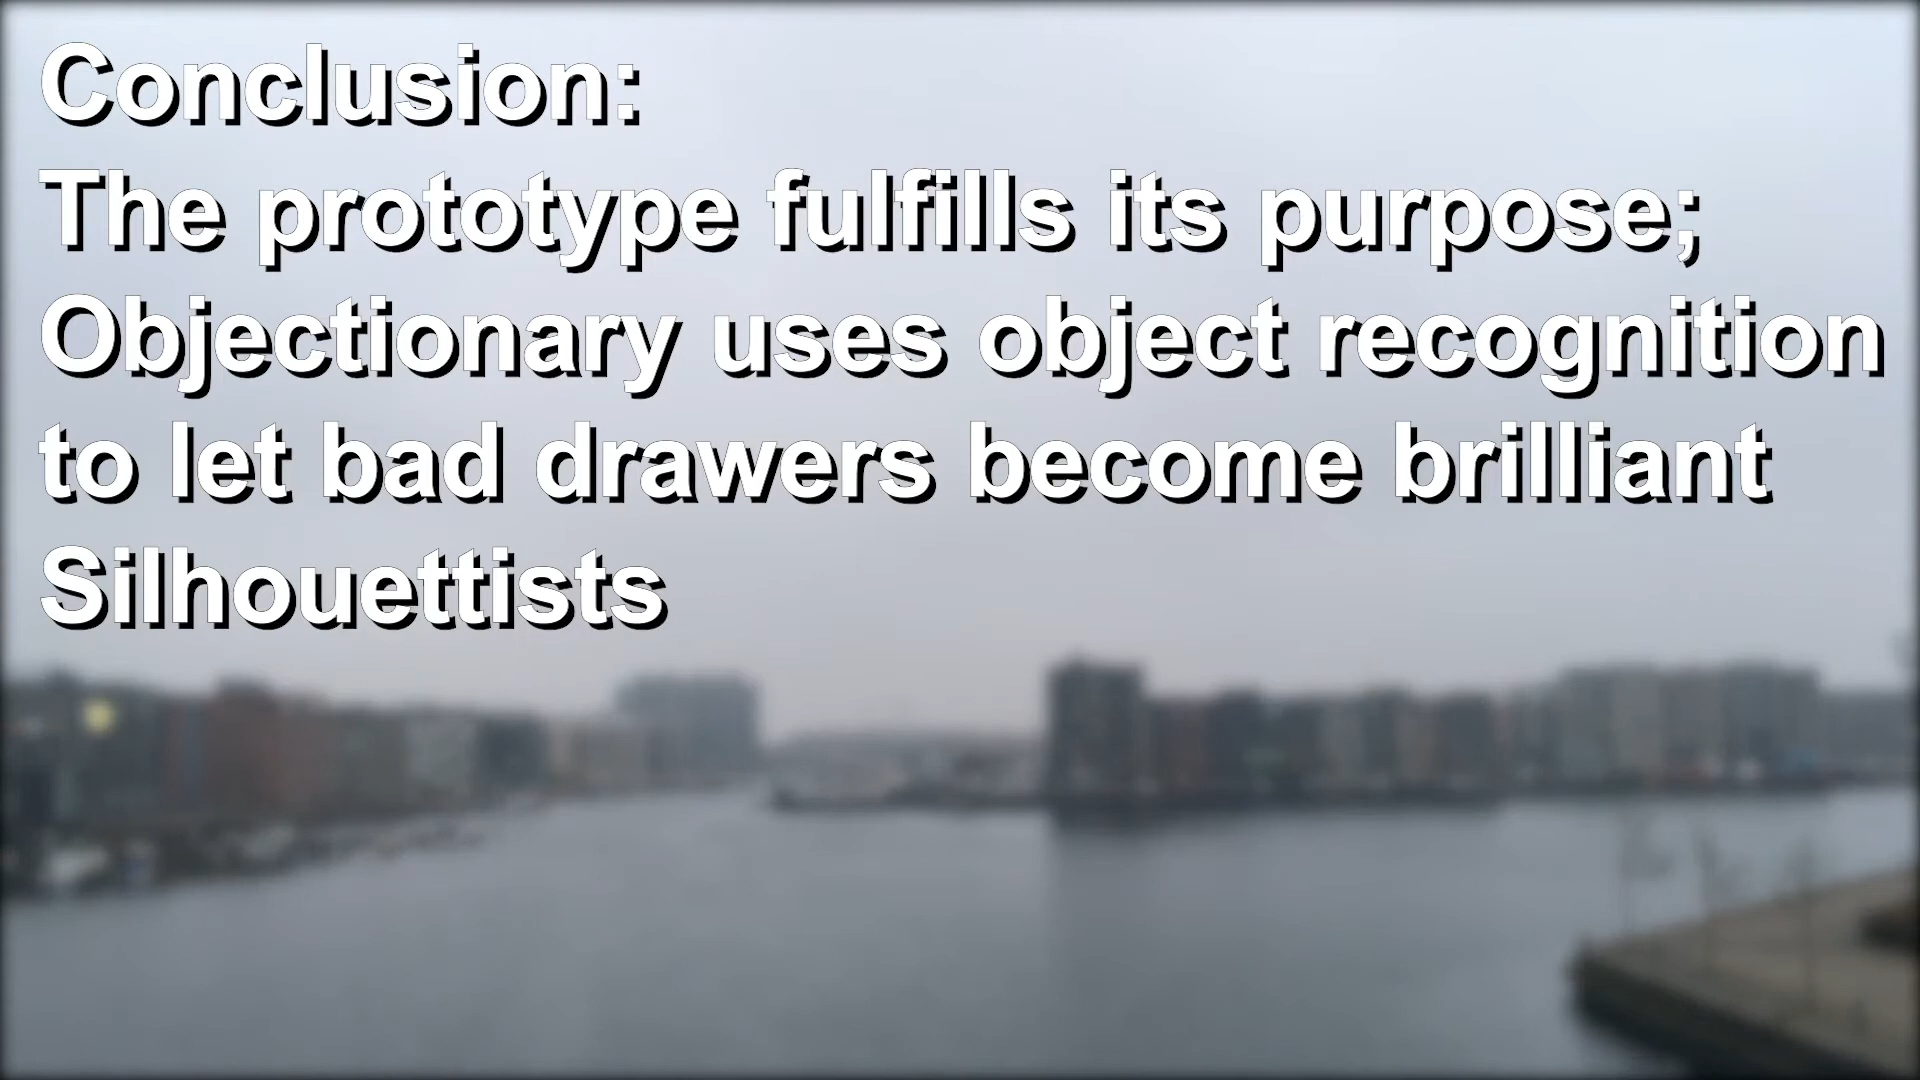 Conclusion:
The prototype fulfills its purpose;
Objectionary uses object recognition
to let bad drawers become brilliant
Silhouettists